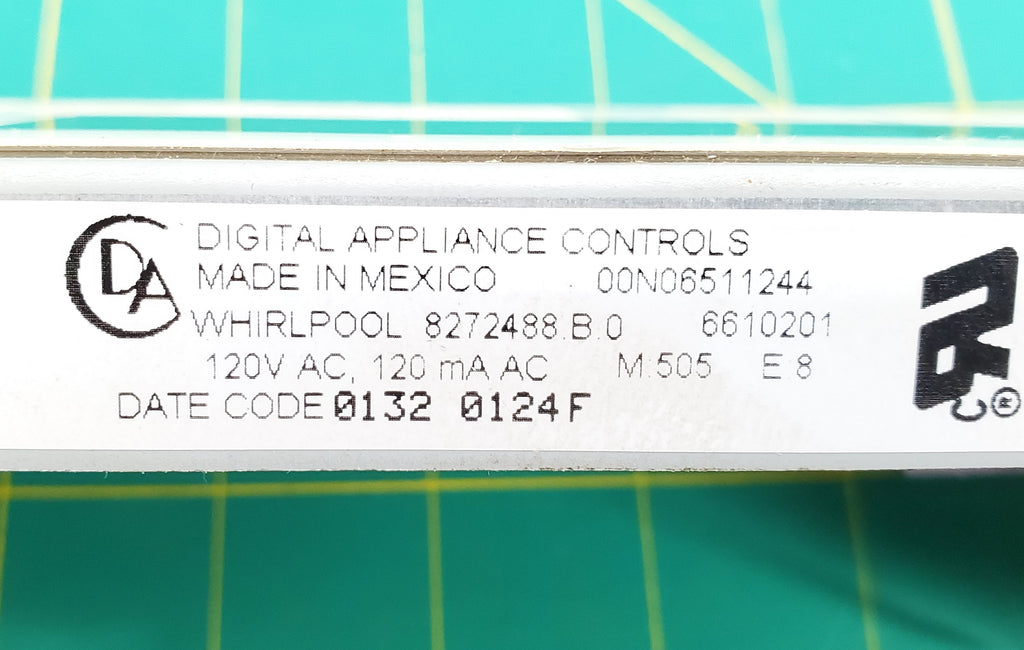 DA
DIGITAL APPLIANCE CONTROLS
MADE IN MEXICO 00N06511244
WHIRLPOOL 8272488.B.0 6610201
120V AC, 120 mA AC M:505 E:8
DATE CODE 0132 0124F
®